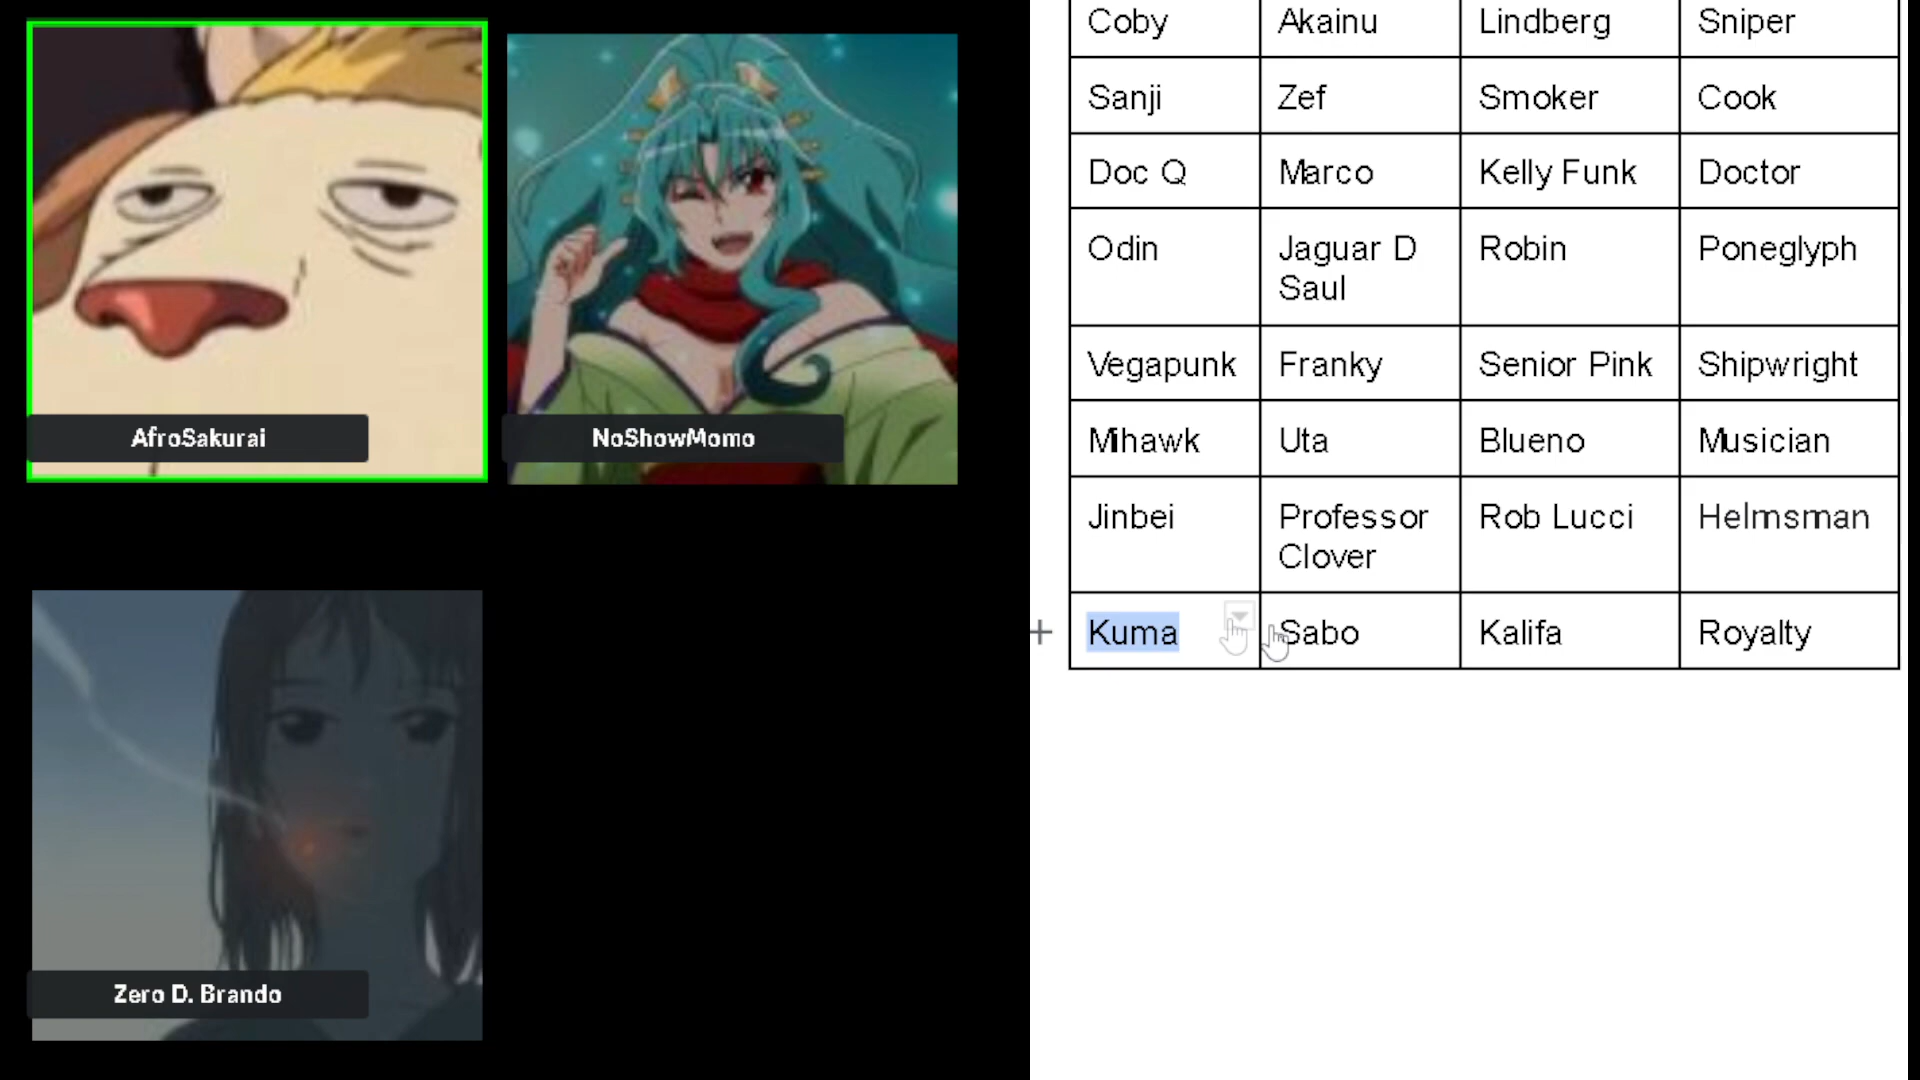 AfroSakurai
NoShowMomo
Zero D. Brando
Coby Akainu Lindberg Sniper
Sanji Zef Smoker Cook
Doc Q Marco Kelly Funk Doctor
Odin Jaguar D Robin Poneglyph
Saul
Vegapunk Franky Senior Pink Shipwright
Mihawk Uta Blueno Musician
Jinbei Professor Rob Lucci Helmsman
Clover
Kuma Sabo Kalifa Royalty